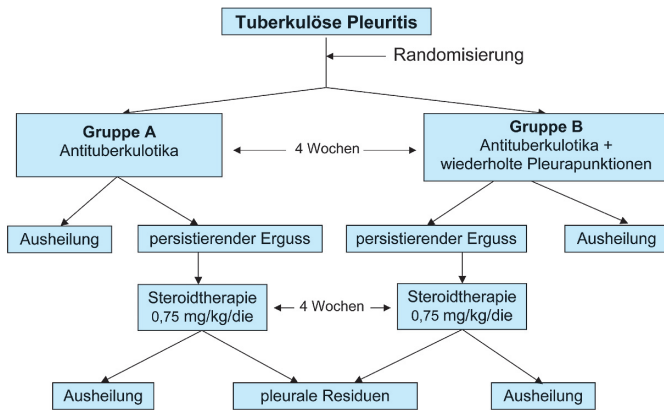 Tuberkulöse Pleuritis
Randomisierung
Gruppe A
Antituberkulotika
4 Wochen
Gruppe B
Antituberkulotika +
wiederholte Pleurapunktionen
Ausheilung
persistierender Erguss
persistierender Erguss
Ausheilung
Steroidtherapie
0,75 mg/kg/die
4 Wochen
Steroidtherapie
0,75 mg/kg/die
Ausheilung
pleurale Residuen
Ausheilung